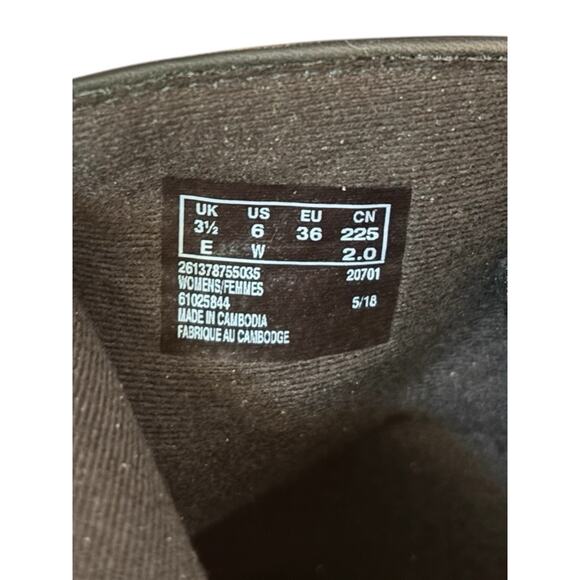 UK US EU CN
3½ 6 36 225
E W 2.0
261378755035 20701
WOMENS/FEMMES
61025844 5/18
MADE IN CAMBODIA
FABRIQUE AU CAMBODGE